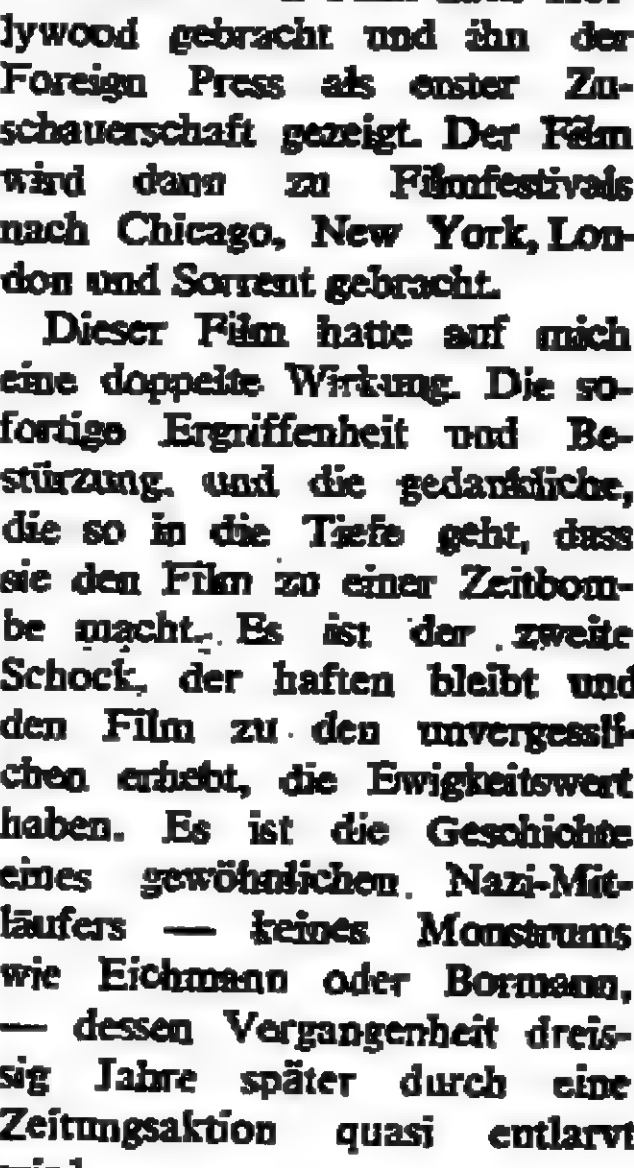 lywood gebracht und ihn der
Foreign Press als erster Zu-
schauerschaft gezeigt. Der Film
wird dann zu Filmfestivals
nach Chicago, New York, Lon-
don und Sorrent gebracht.
Dieser Film hatte auf mich
eine doppelte Wirkung. Die so-
fortige Ergriffenheit und Be-
stürzung, und die gedankliche,
die so in die Tiefe geht, dass
sie den Film zu einer Zeitbom-
be macht. Es ist der zweite
Schock, der haften bleibt und
den Film zu den unvergessli-
chen erhebt, die Ewigkeitswert
haben. Es ist die Geschichte
eines gewöhnlichen Nazi-Mit-
läufers — keines Monstrums
wie Eichmann oder Bormann,
— dessen Vergangenheit dreis-
sig Jahre später durch eine
Zeitungsaktion quasi entlarvt